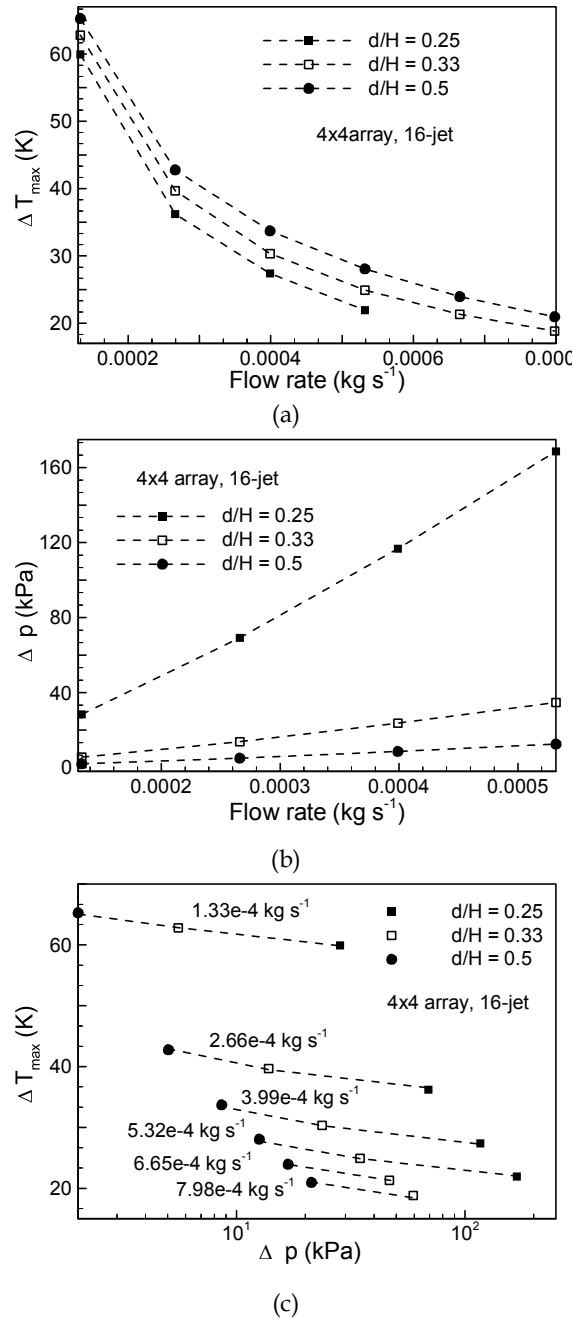 60
50
40
30
20
Δ T_max (K)
d/H = 0.25
d/H = 0.33
d/H = 0.5
4x4array, 16-jet
0.0002 0.0004 0.0006 0.000
Flow rate (kg s⁻¹)
(a)
160
120
80
40
0
Δ p (kPa)
4x4 array, 16-jet
d/H = 0.25
d/H = 0.33
d/H = 0.5
0.0002 0.0003 0.0004 0.0005
Flow rate (kg s⁻¹)
(b)
60
40
20
Δ T_max (K)
1.33e-4 kg s⁻¹
d/H = 0.25
d/H = 0.33
d/H = 0.5
4x4 array, 16-jet
2.66e-4 kg s⁻¹
3.99e-4 kg s⁻¹
5.32e-4 kg s⁻¹
6.65e-4 kg s⁻¹
7.98e-4 kg s⁻¹
10¹ 10²
Δ p (kPa)
(c)